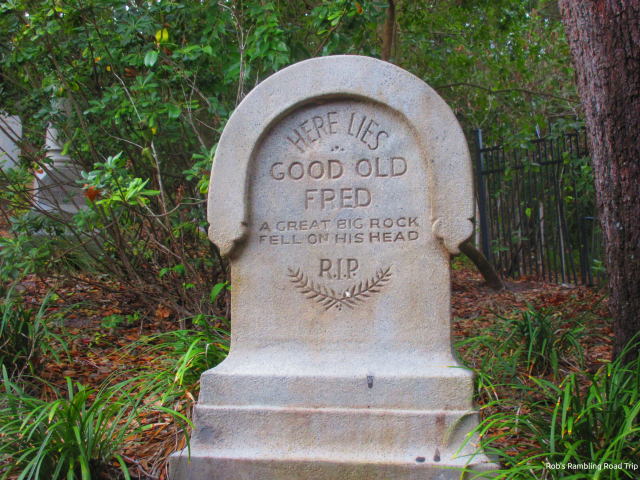 HERE LIES
GOOD OLD
FRED
A GREAT BIG ROCK
FELL ON HIS HEAD
R.I.P.
Rob's Rambling Road Trip